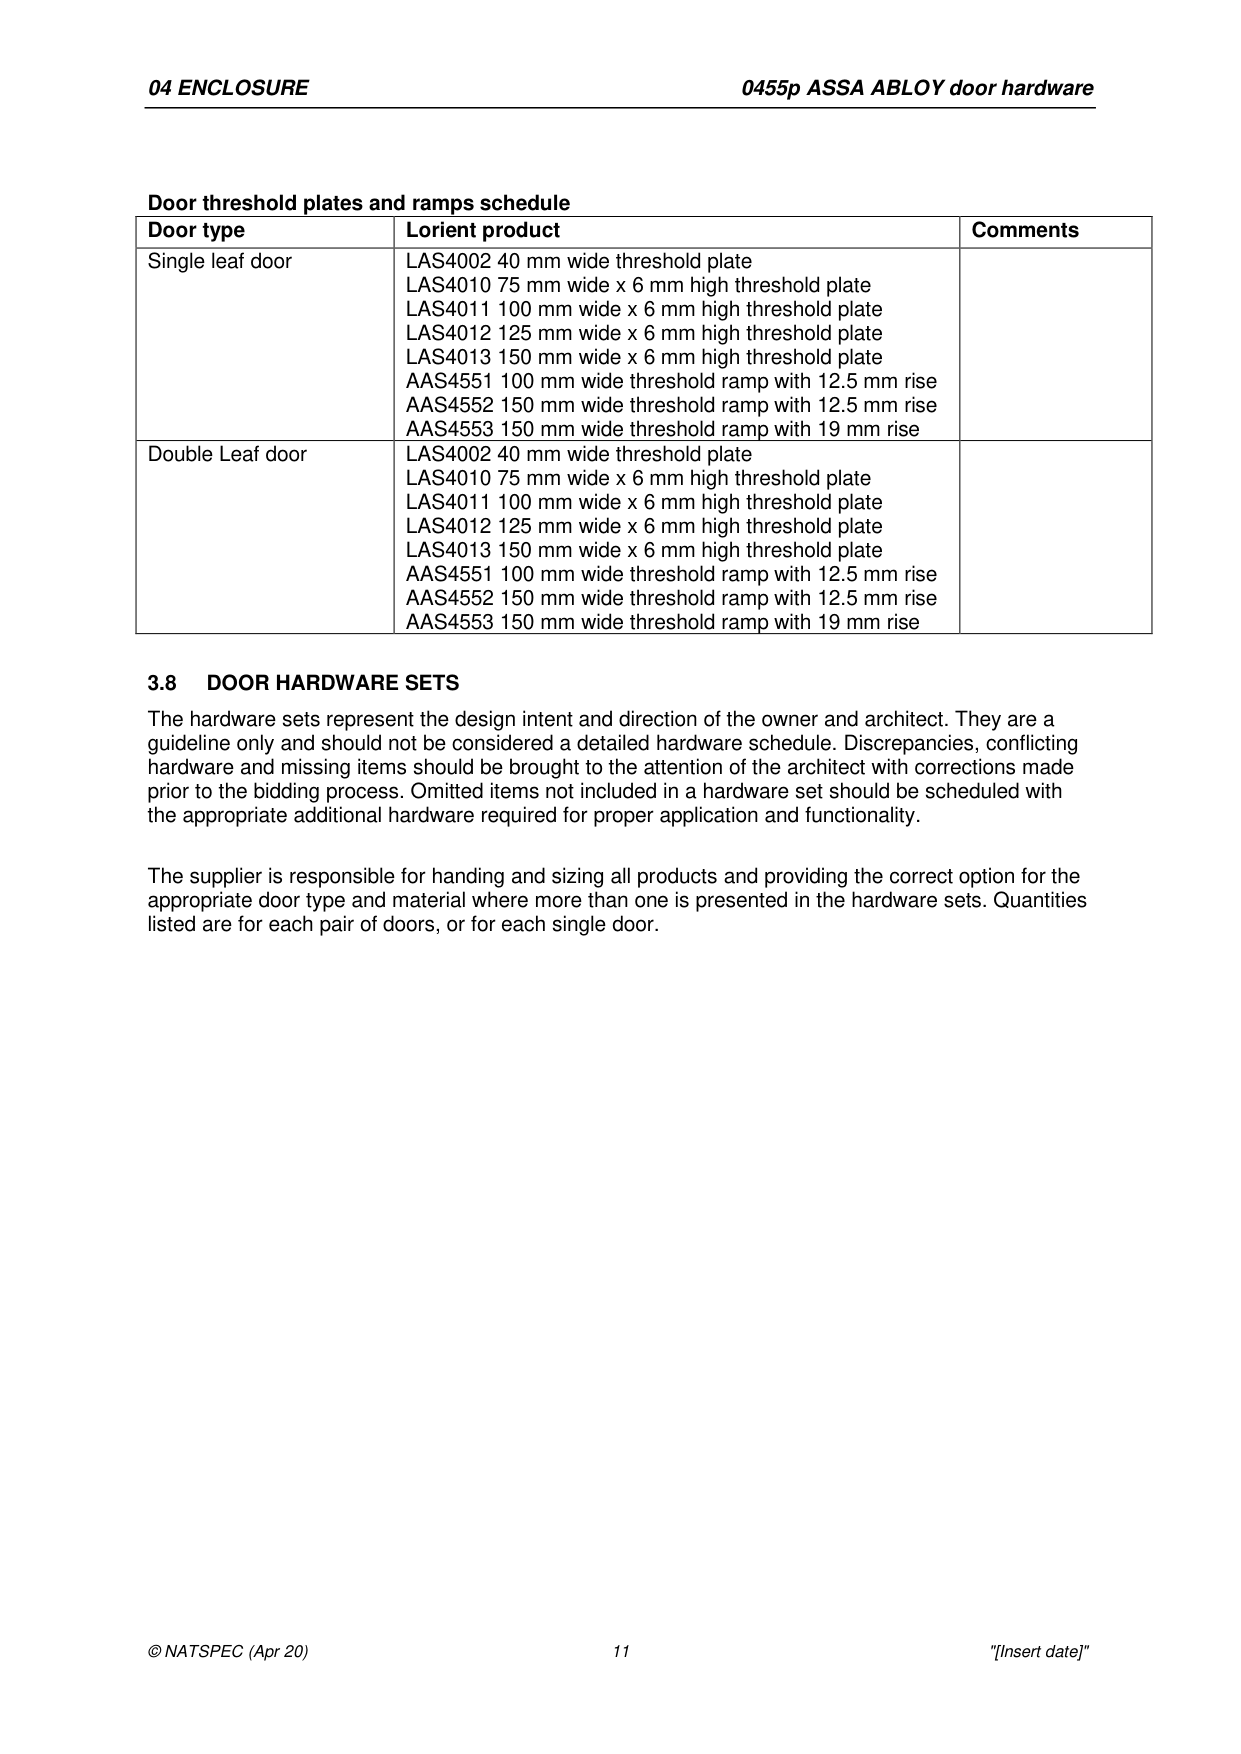 04 ENCLOSURE 0455p ASSA ABLOY door hardware
Door threshold plates and ramps schedule
Door type Lorient product Comments
Single leaf door LAS4002 40 mm wide threshold plate
LAS4010 75 mm wide x 6 mm high threshold plate
LAS4011 100 mm wide x 6 mm high threshold plate
LAS4012 125 mm wide x 6 mm high threshold plate
LAS4013 150 mm wide x 6 mm high threshold plate
AAS4551 100 mm wide threshold ramp with 12.5 mm rise
AAS4552 150 mm wide threshold ramp with 12.5 mm rise
AAS4553 150 mm wide threshold ramp with 19 mm rise
Double Leaf door LAS4002 40 mm wide threshold plate
LAS4010 75 mm wide x 6 mm high threshold plate
LAS4011 100 mm wide x 6 mm high threshold plate
LAS4012 125 mm wide x 6 mm high threshold plate
LAS4013 150 mm wide x 6 mm high threshold plate
AAS4551 100 mm wide threshold ramp with 12.5 mm rise
AAS4552 150 mm wide threshold ramp with 12.5 mm rise
AAS4553 150 mm wide threshold ramp with 19 mm rise
3.8 DOOR HARDWARE SETS
The hardware sets represent the design intent and direction of the owner and architect. They are a
guideline only and should not be considered a detailed hardware schedule. Discrepancies, conflicting
hardware and missing items should be brought to the attention of the architect with corrections made
prior to the bidding process. Omitted items not included in a hardware set should be scheduled with
the appropriate additional hardware required for proper application and functionality.
The supplier is responsible for handing and sizing all products and providing the correct option for the
appropriate door type and material where more than one is presented in the hardware sets. Quantities
listed are for each pair of doors, or for each single door.
© NATSPEC (Apr 20) 11 "[Insert date]"